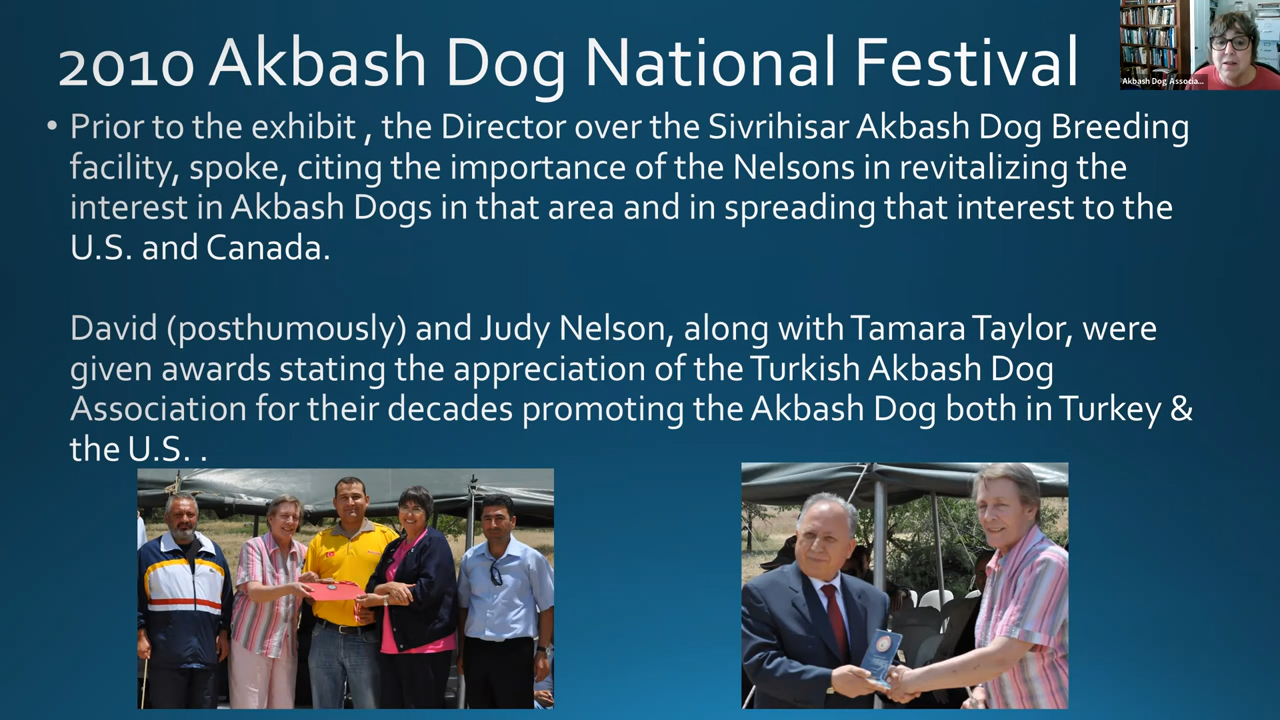 2010 Akbash Dog National Festival
Akbash Dog Associa...
• Prior to the exhibit , the Director over the Sivrihisar Akbash Dog Breeding
facility, spoke, citing the importance of the Nelsons in revitalizing the
interest in Akbash Dogs in that area and in spreading that interest to the
U.S. and Canada.
David (posthumously) and Judy Nelson, along with Tamara Taylor, were
given awards stating the appreciation of the Turkish Akbash Dog
Association for their decades promoting the Akbash Dog both in Turkey &
the U.S. .